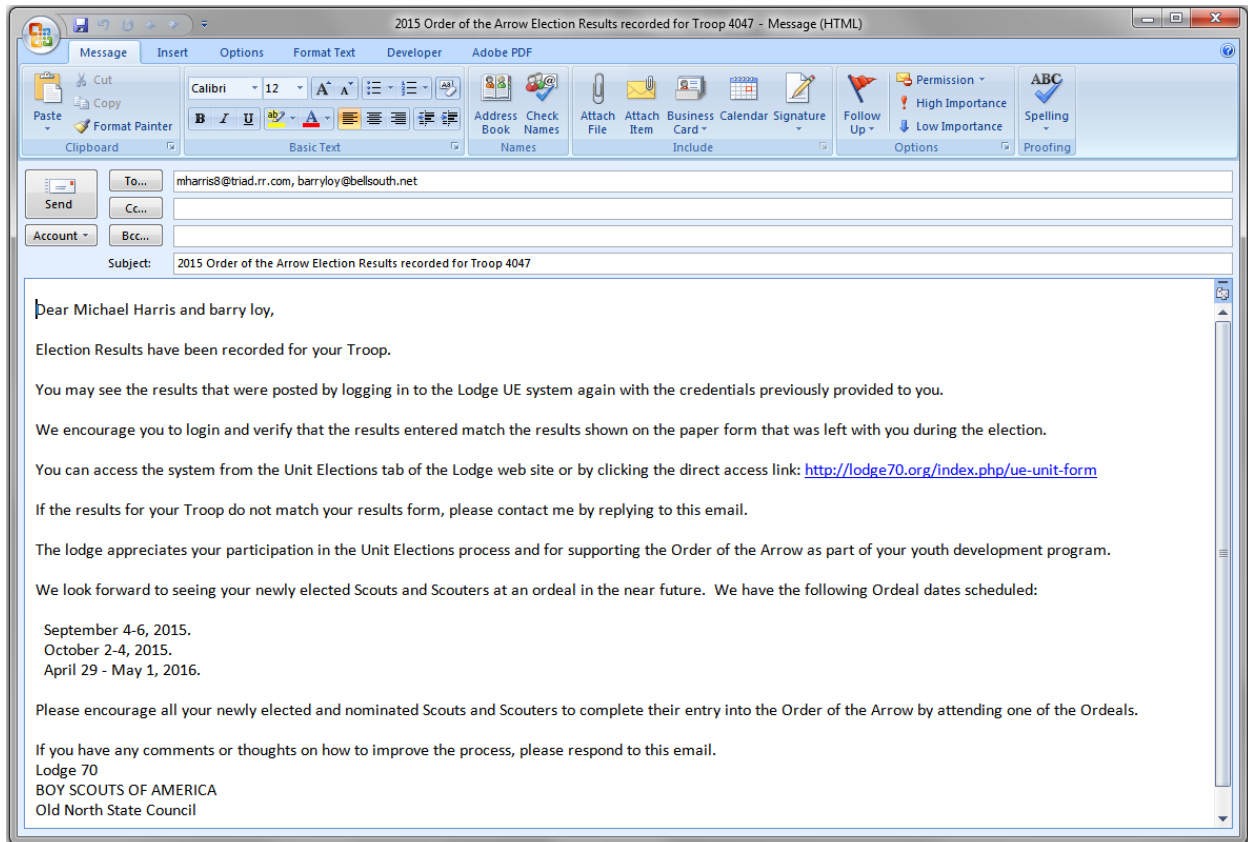 2015 Order of the Arrow Election Results recorded for Troop 4047 - Message (HTML)
Message Insert Options Format Text Developer Adobe PDF
Cut
Copy
Format Painter
Paste
Clipboard
Calibri 12
B I U
Basic Text
Address Book
Check Names
Names
Attach File
Attach Item
Business Card
Calendar
Signature
Include
Follow Up
Permission
High Importance
Low Importance
Options
ABC
Spelling
Proofing
Send
Account
To... mharris8@triad.rr.com, barryloy@bellsouth.net
Cc...
Bcc...
Subject: 2015 Order of the Arrow Election Results recorded for Troop 4047
Dear Michael Harris and barry loy,
Election Results have been recorded for your Troop.
You may see the results that were posted by logging in to the Lodge UE system again with the credentials previously provided to you.
We encourage you to login and verify that the results entered match the results shown on the paper form that was left with you during the election.
You can access the system from the Unit Elections tab of the Lodge web site or by clicking the direct access link: http://lodge70.org/index.php/ue-unit-form
If the results for your Troop do not match your results form, please contact me by replying to this email.
The lodge appreciates your participation in the Unit Elections process and for supporting the Order of the Arrow as part of your youth development program.
We look forward to seeing your newly elected Scouts and Scouters at an ordeal in the near future.  We have the following Ordeal dates scheduled:
September 4-6, 2015.
October 2-4, 2015.
April 29 - May 1, 2016.
Please encourage all your newly elected and nominated Scouts and Scouters to complete their entry into the Order of the Arrow by attending one of the Ordeals.
If you have any comments or thoughts on how to improve the process, please respond to this email.
Lodge 70
BOY SCOUTS OF AMERICA
Old North State Council